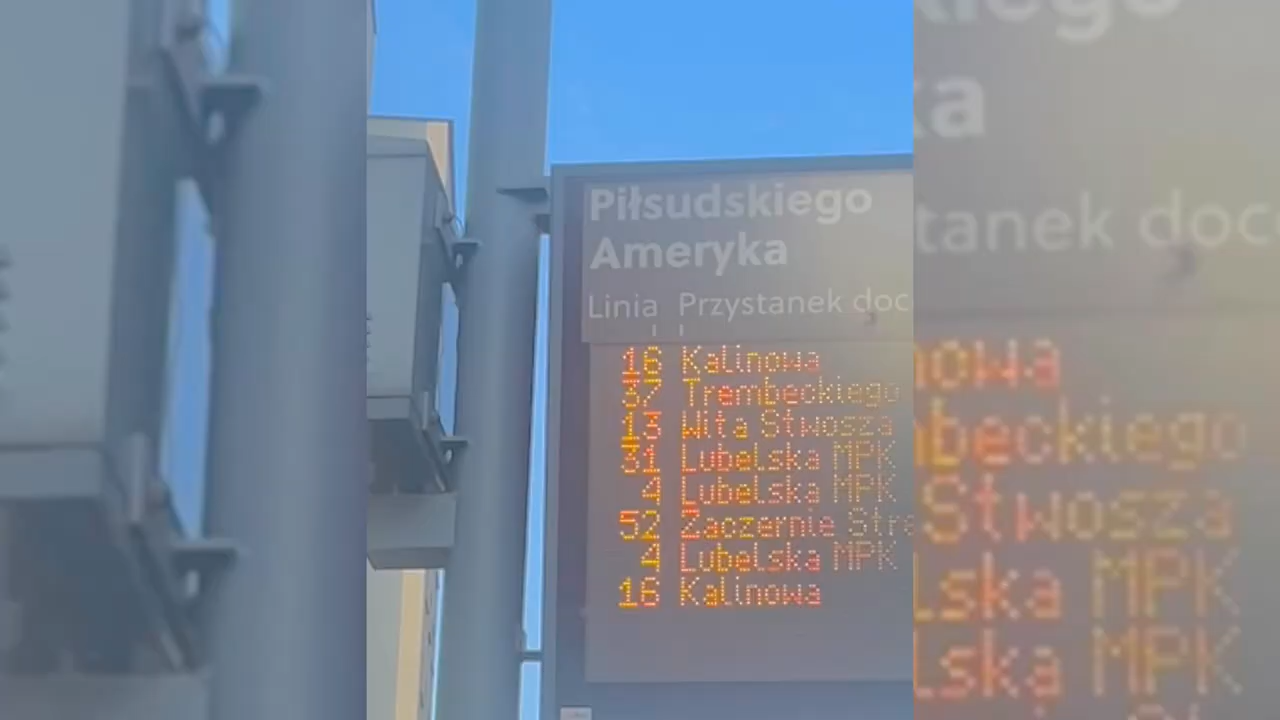 Piłsudskiego
Ameryka
Linia Przystanek doc
16 Kalinowa
37 Trembeckiego
13 Wita Stwosza
31 Lubelska MPK
4 Lubelska MPK
52 Zaczernie Stre
4 Lubelska MPK
16 Kalinowa